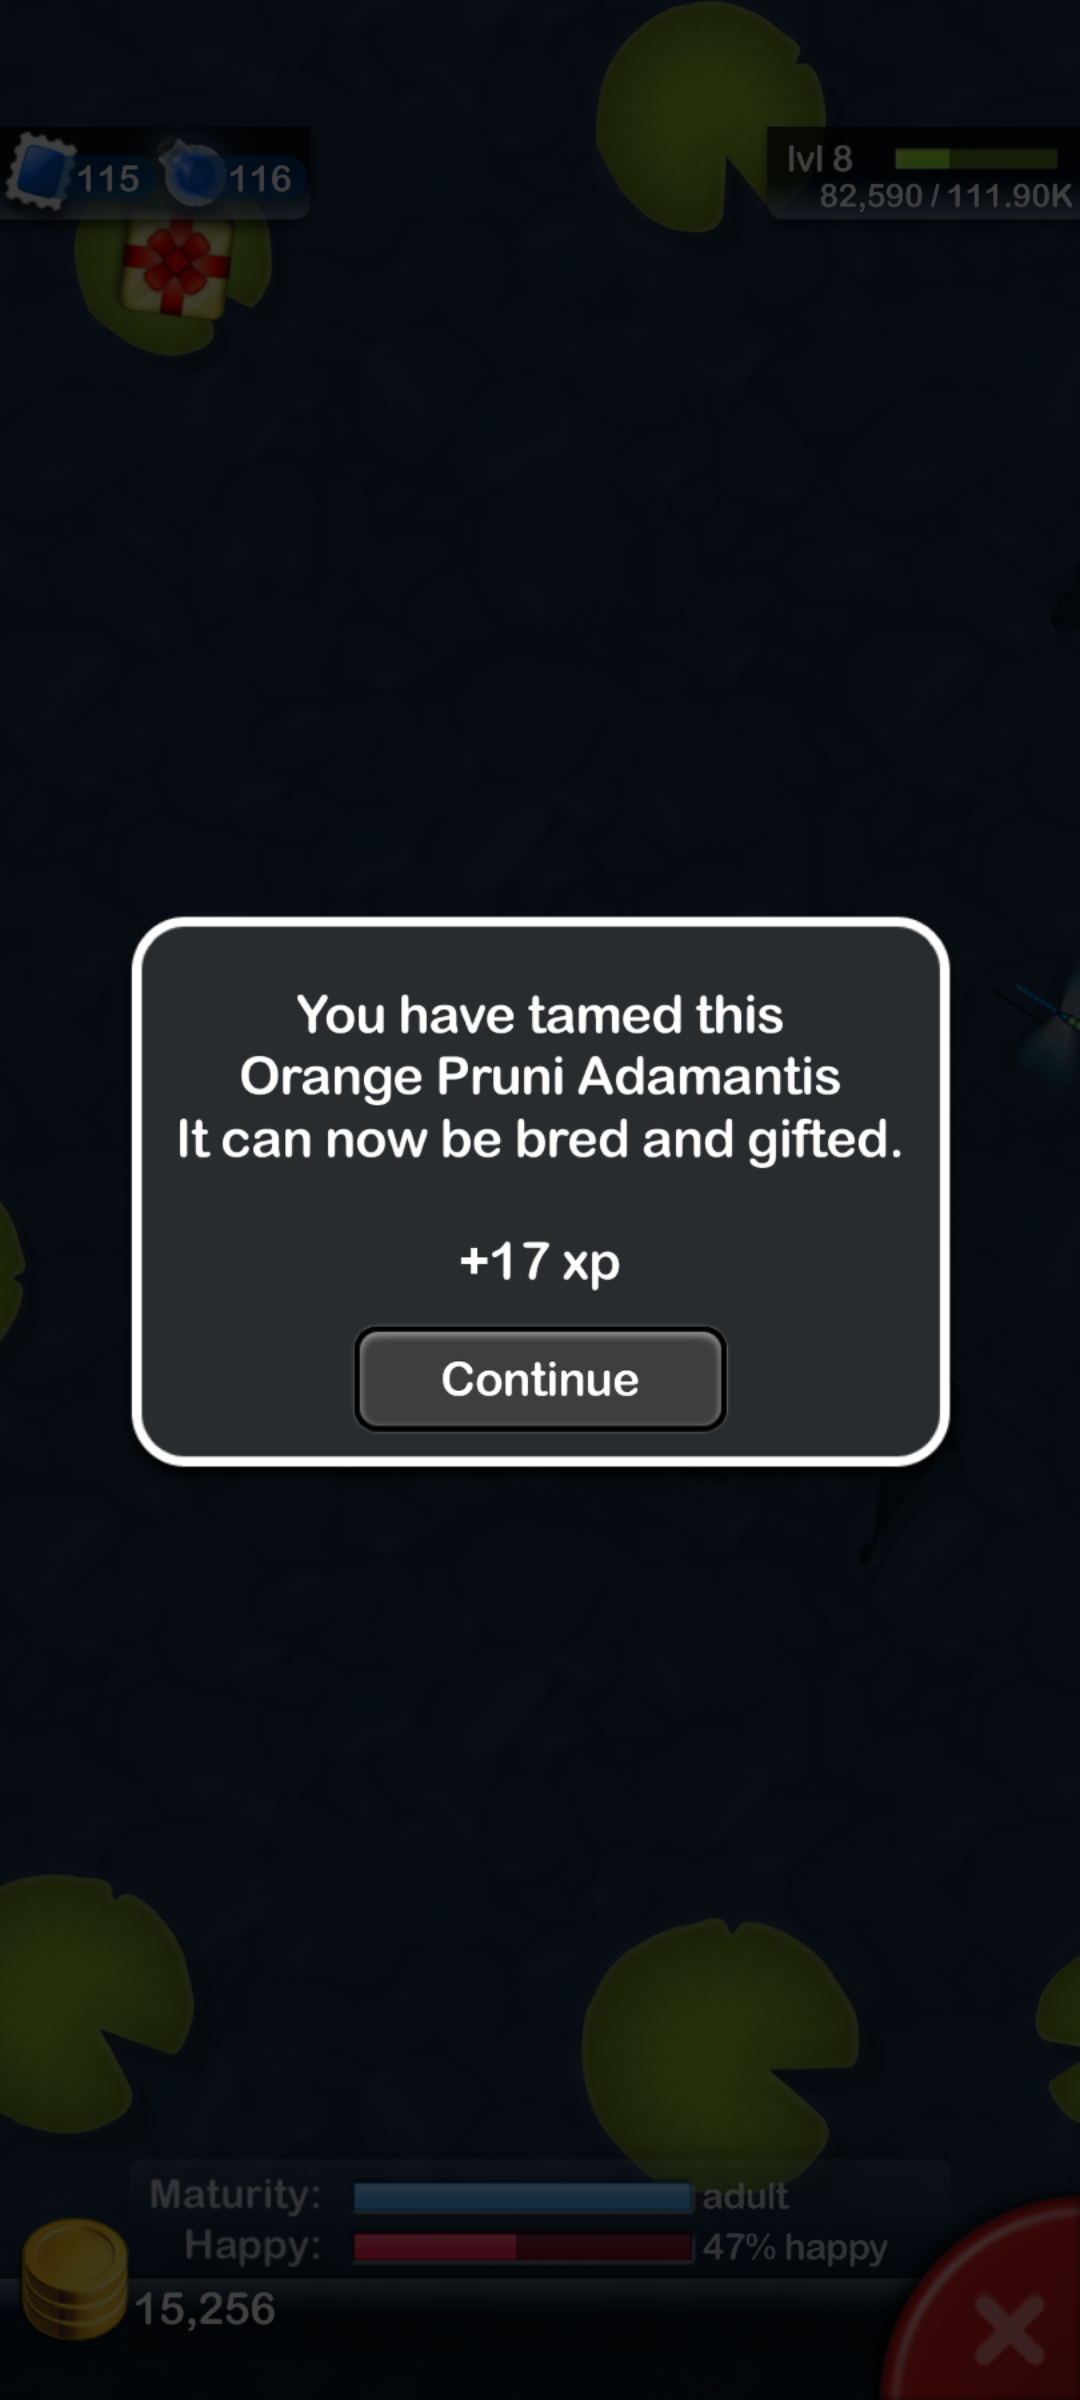 115
116
lvl 8
82,590 / 111.90K
You have tamed this
Orange Pruni Adamantis
It can now be bred and gifted.
+17 xp
Continue
Maturity: adult
Happy: 47% happy
15,256